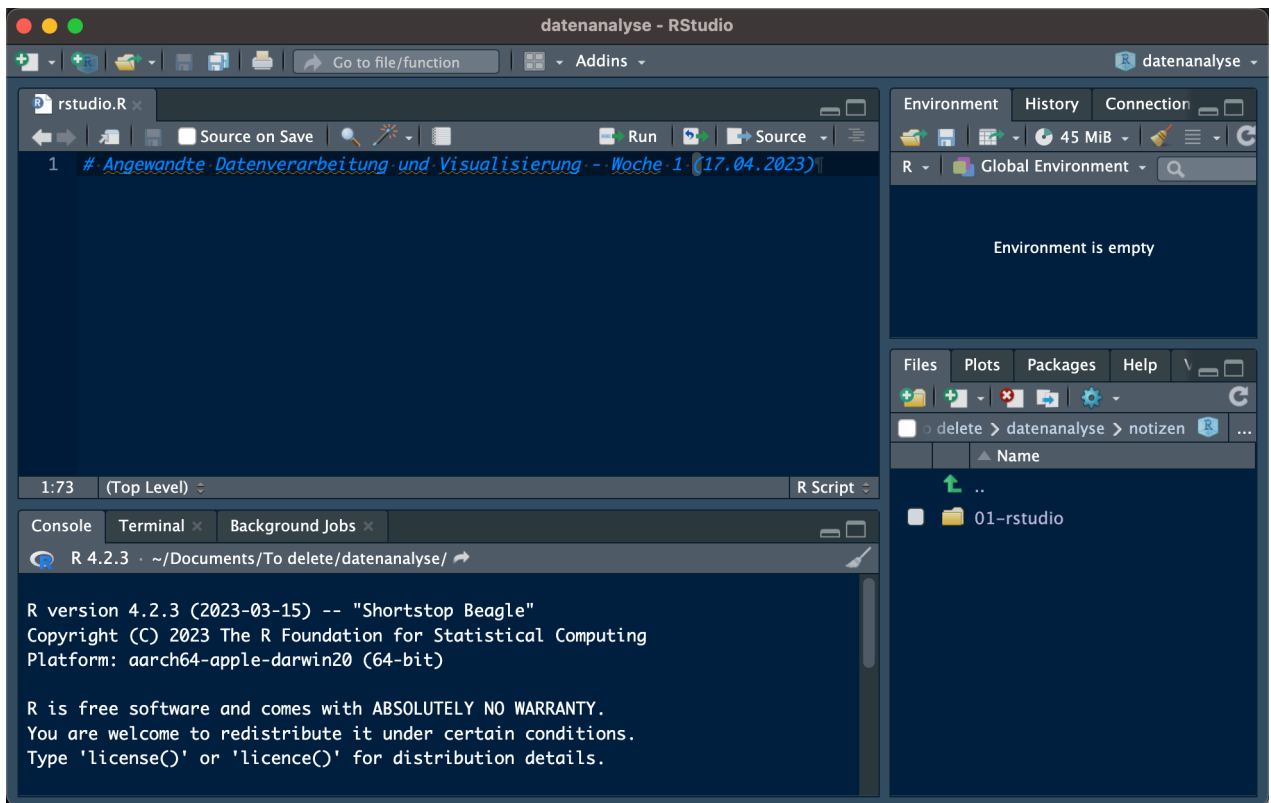 datenanalyse - RStudio
Go to file/function
Addins
datenanalyse
rstudio.R
Source on Save
Run
Source
1 # Angewandte Datenverarbeitung und Visualisierung - Woche 1 (17.04.2023)¶
1:73 (Top Level) R Script
Console Terminal Background Jobs
R 4.2.3 · ~/Documents/To delete/datenanalyse/
R version 4.2.3 (2023-03-15) -- "Shortstop Beagle"
Copyright (C) 2023 The R Foundation for Statistical Computing
Platform: aarch64-apple-darwin20 (64-bit)
R is free software and comes with ABSOLUTELY NO WARRANTY.
You are welcome to redistribute it under certain conditions.
Type 'license()' or 'licence()' for distribution details.
Environment History Connection
45 MiB
R Global Environment
Environment is empty
Files Plots Packages Help
o delete datenanalyse notizen ...
Name
..
01-rstudio